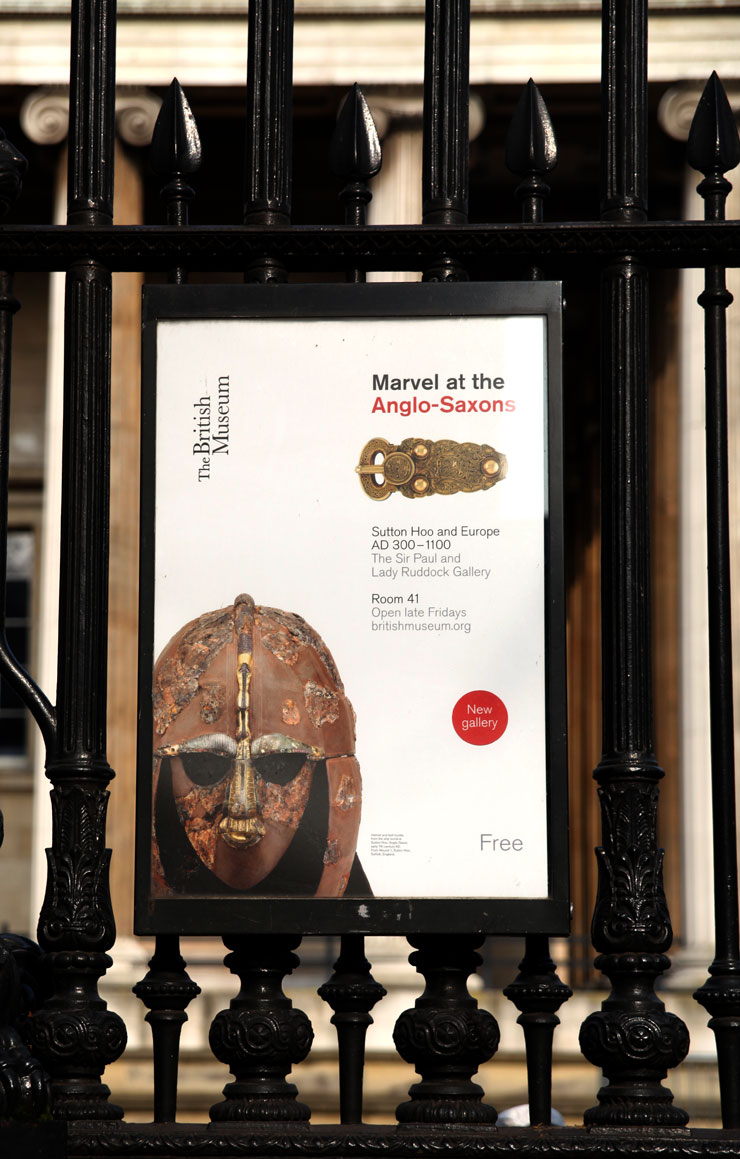 The British
Museum
Marvel at the
Anglo-Saxons
Sutton Hoo and Europe
AD 300–1100
The Sir Paul and
Lady Ruddock Gallery
Room 41
Open late Fridays
britishmuseum.org
New
gallery
Free